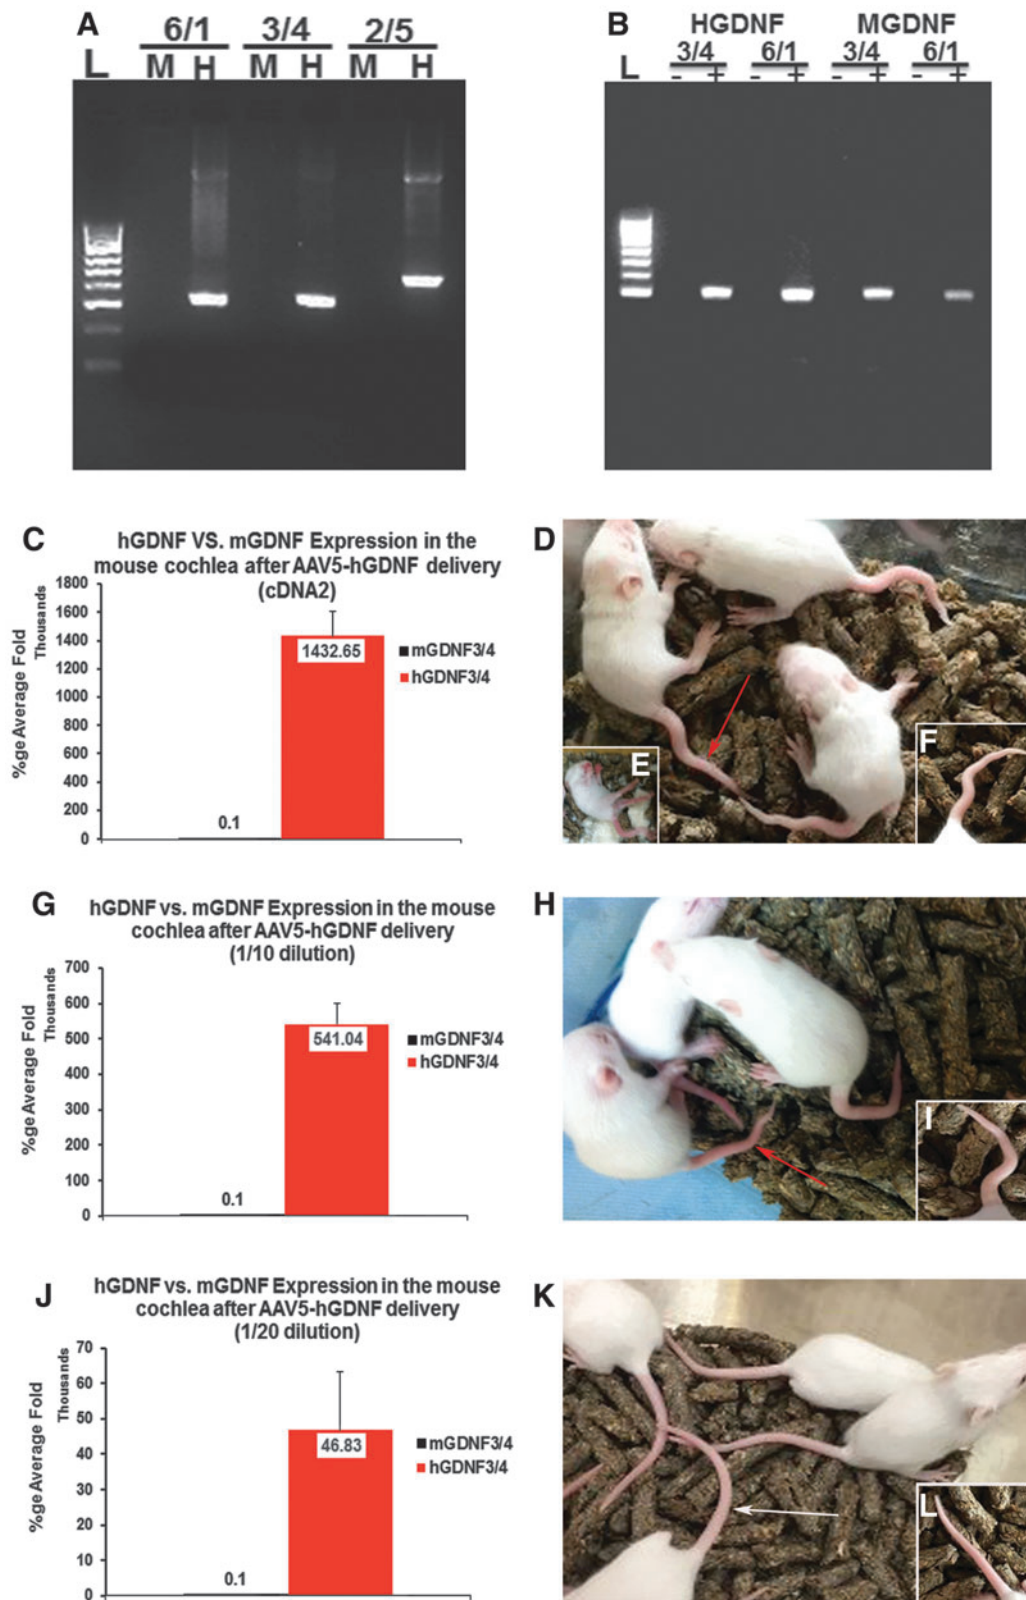 A
6/1 3/4 2/5
L M H M H M H
B
HGDNF MGDNF
3/4 6/1 3/4 6/1
L - + - + - + - +
C
hGDNF VS. mGDNF Expression in the
mouse cochlea after AAV5-hGDNF delivery
(cDNA2)
%ge Average Fold
Thousands
1800
1600
1400
1200
1000
800
600
400
200
0
0.1
1432.65
mGDNF3/4
hGDNF3/4
D
E
F
G
hGDNF vs. mGDNF Expression in the mouse
cochlea after AAV5-hGDNF delivery
(1/10 dilution)
%ge Average Fold
Thousands
700
600
500
400
300
200
100
0
0.1
541.04
mGDNF3/4
hGDNF3/4
H
I
J
hGDNF vs. mGDNF Expression in the mouse
cochlea after AAV5-hGDNF delivery
(1/20 dilution)
%ge Average Fold
Thousands
70
60
50
40
30
20
10
0
0.1
46.83
mGDNF3/4
hGDNF3/4
K
L